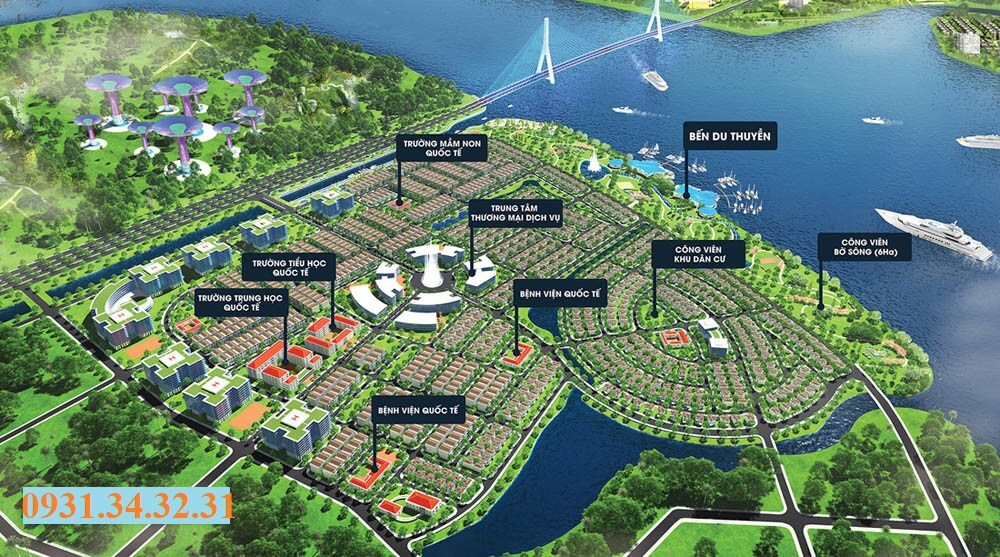 TRƯỜNG MẦM NON
QUỐC TẾ
BẾN DU THUYỀN
TRUNG TÂM
THƯƠNG MẠI DỊCH VỤ
CÔNG VIÊN
KHU DÂN CƯ
CÔNG VIÊN
BỜ SÔNG (6Ha)
TRƯỜNG TIỂU HỌC
QUỐC TẾ
TRƯỜNG TRUNG HỌC
QUỐC TẾ
BỆNH VIỆN QUỐC TẾ
BỆNH VIỆN QUỐC TẾ
0931.34.32.31